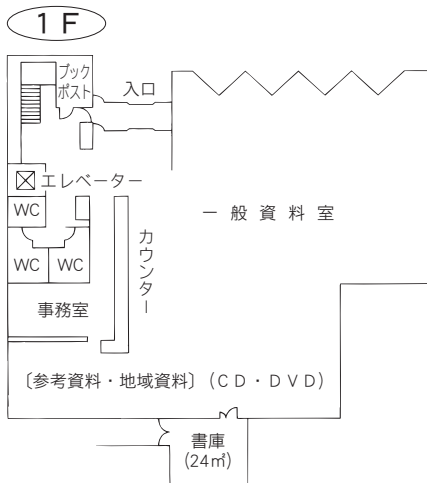 1F
ブック
ポスト
入口
エレベーター
WC
一般資料室
カウンター
WC
WC
事務室
〔参考資料・地域資料〕(CD・DVD)
書庫
(24㎡)